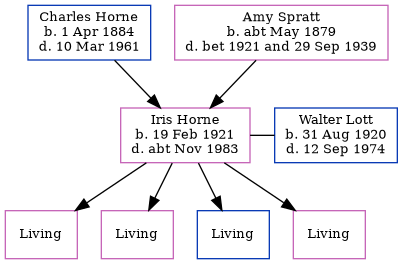 Charles Horne
b. 1 Apr 1884
d. 10 Mar 1961
Amy Spratt
b. abt May 1879
d. bet 1921 and 29 Sep 1939
Iris Horne
b. 19 Feb 1921
d. abt Nov 1983
Walter Lott
b. 31 Aug 1920
d. 12 Sep 1974
Living
Living
Living
Living